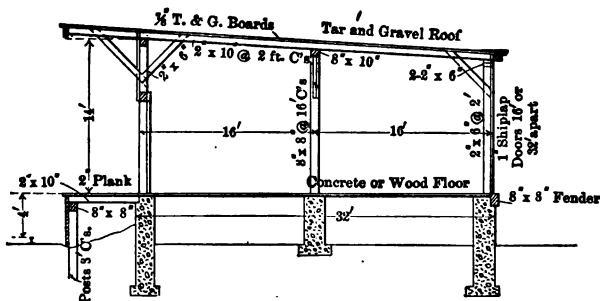 ⅞" T. & G. Boards
Tar and Gravel Roof
2" x 6"
2" x 10" @ 2 ft. C's
8" x 10"
2-2" x 6"
14'
16'
8" x 8" @ 16' C's
16'
2" x 6" @ 2'
1" Shiplap
Doors 16' or
32' apart
2" x 10"
2" Plank
Concrete or Wood Floor
8" x 8" Fender
4'
8" x 8"
32'
Posts 8' C's.